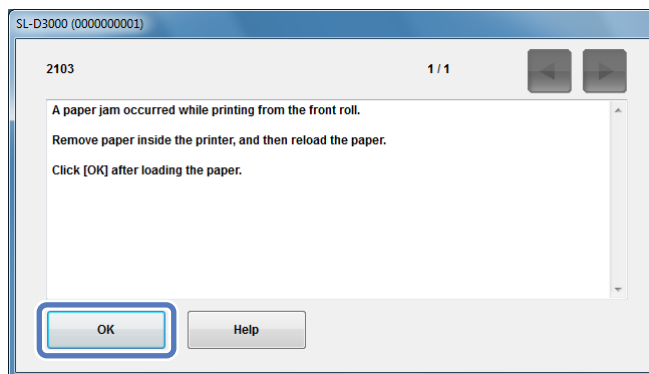 SL-D3000 (0000000001)
2103 1 / 1
A paper jam occurred while printing from the front roll.
Remove paper inside the printer, and then reload the paper.
Click [OK] after loading the paper.
OK Help